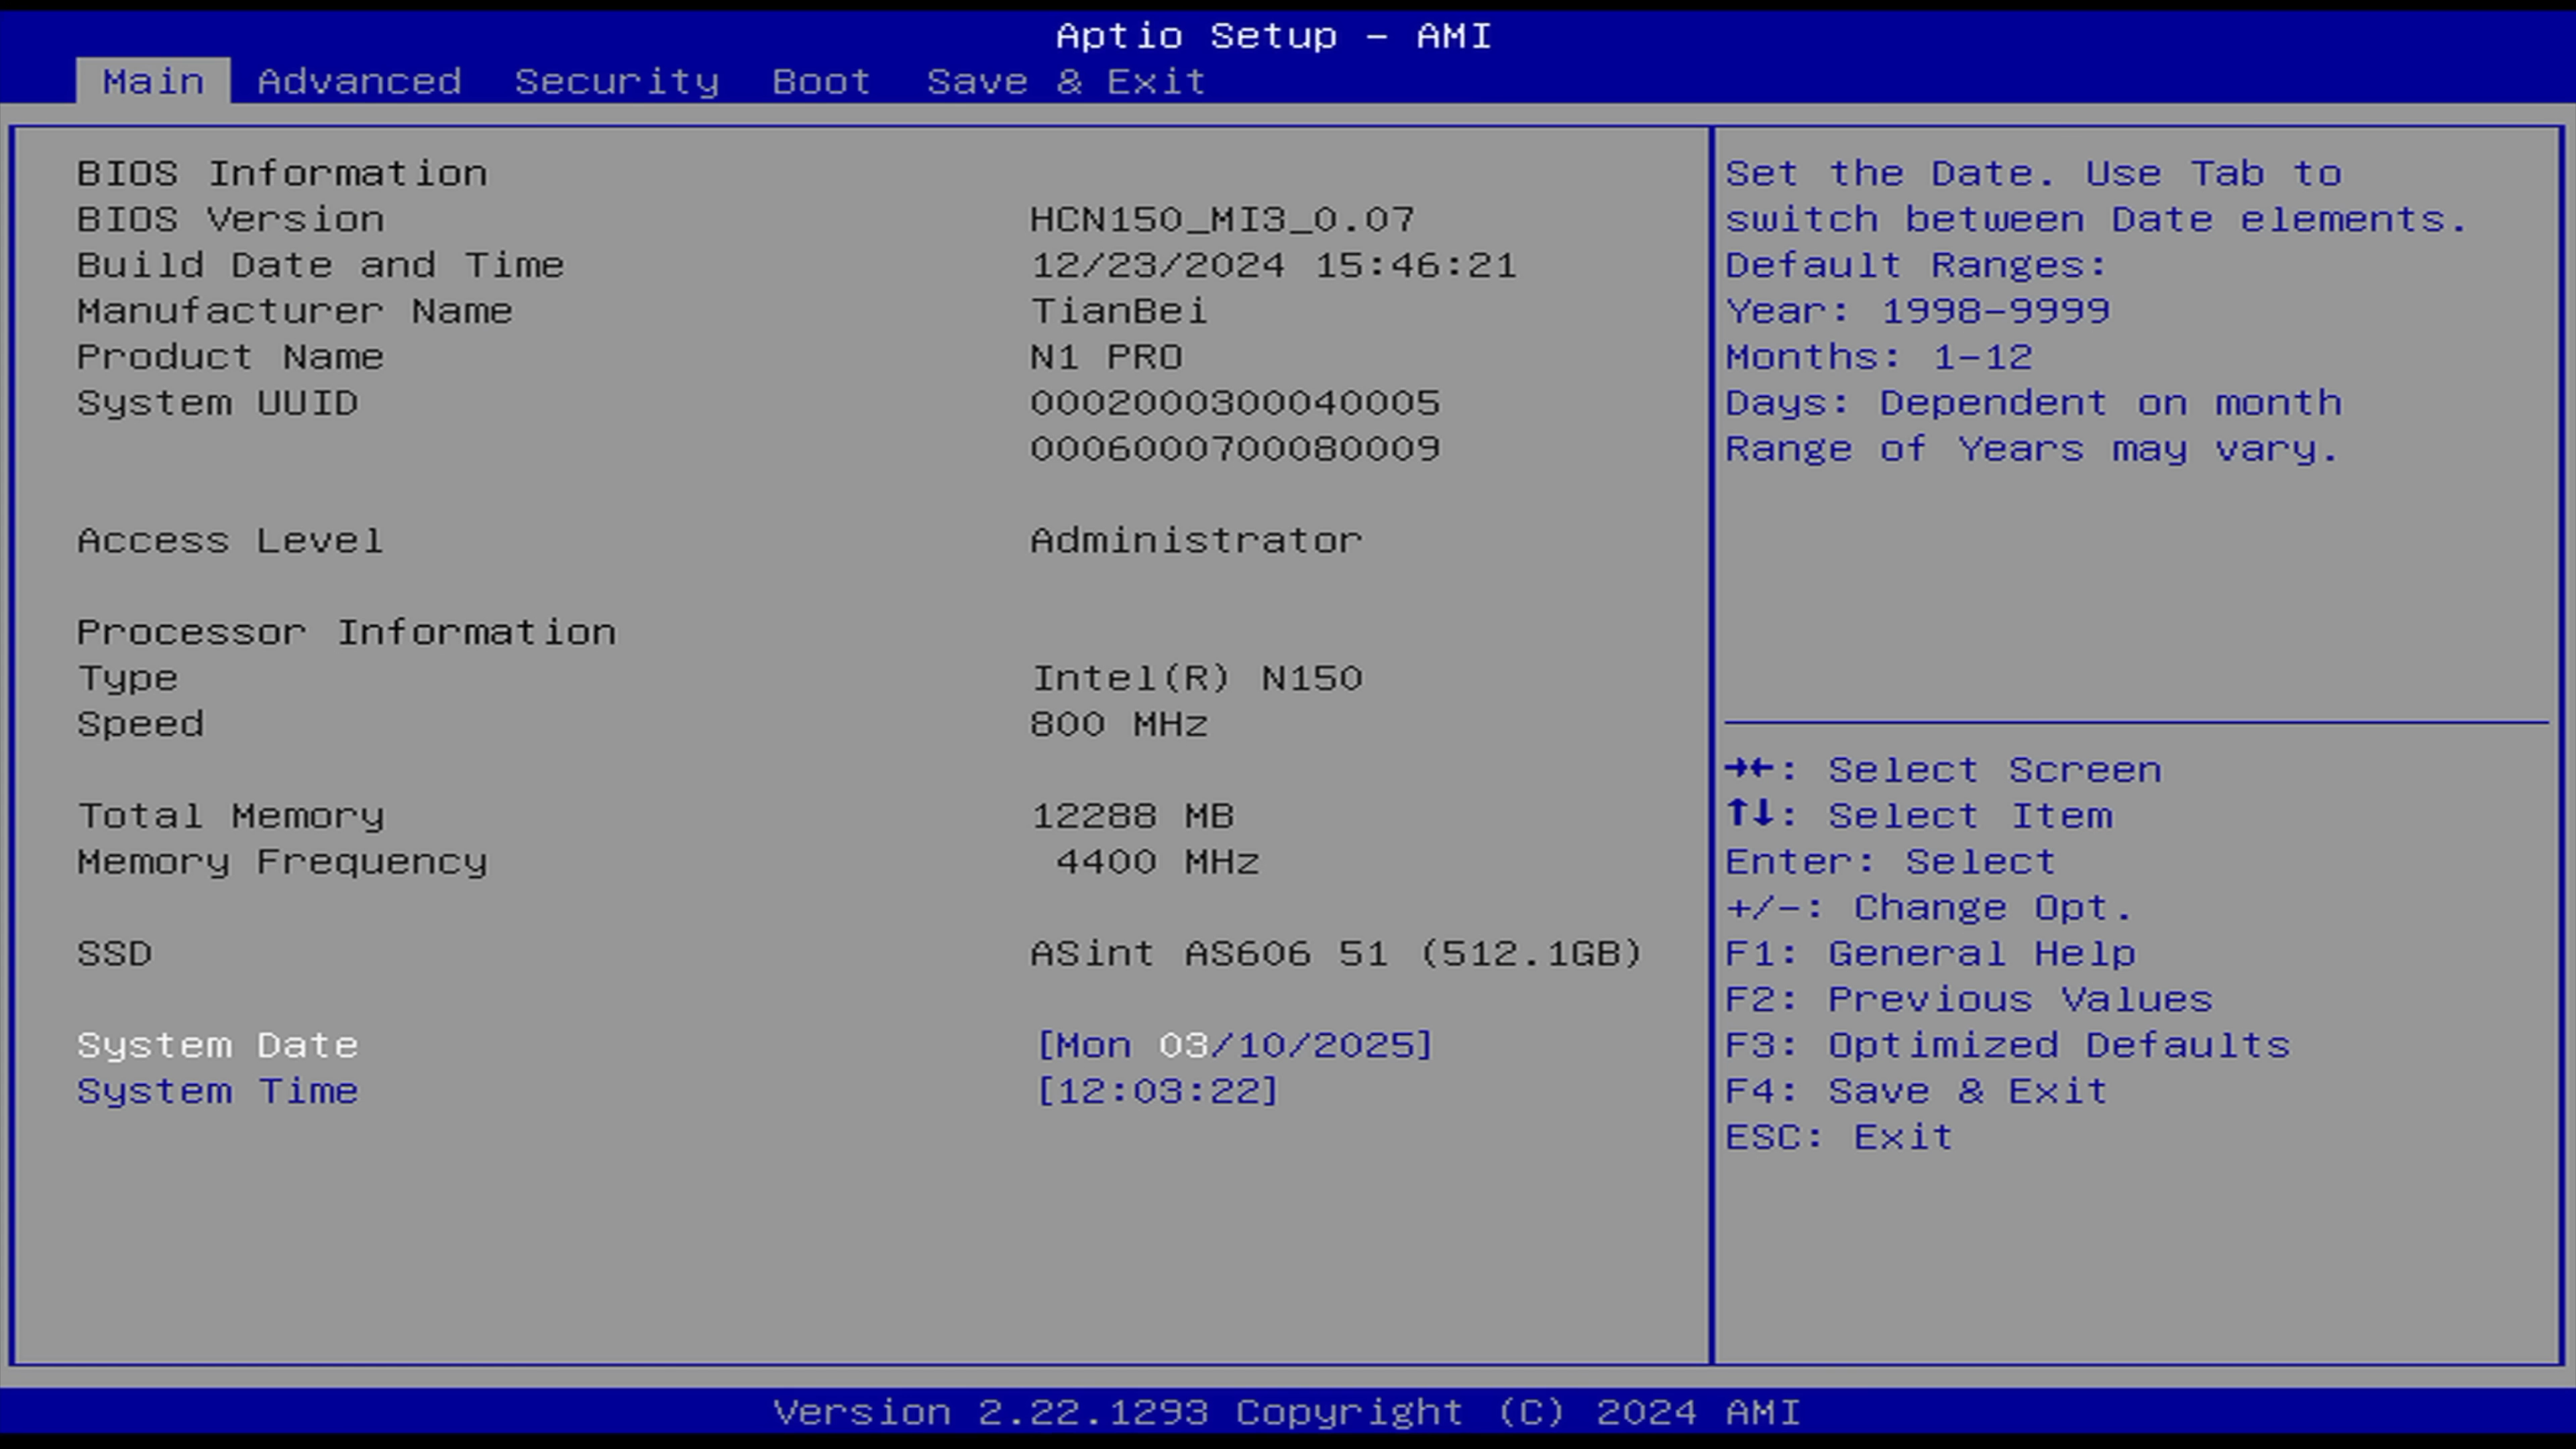 Aptio Setup - AMI
Main Advanced Security Boot Save & Exit
BIOS Information
BIOS Version HCN150_MI3_0.07
Build Date and Time 12/23/2024 15:46:21
Manufacturer Name TianBei
Product Name N1 PRO
System UUID 0002000300040005
0006000700080009
Access Level Administrator
Processor Information
Type Intel(R) N150
Speed 800 MHz
Total Memory 12288 MB
Memory Frequency 4400 MHz
SSD ASint AS606 51 (512.1GB)
System Date [Mon 03/10/2025]
System Time [12:03:22]
Set the Date. Use Tab to
switch between Date elements.
Default Ranges:
Year: 1998-9999
Months: 1-12
Days: Dependent on month
Range of Years may vary.
→←: Select Screen
↑↓: Select Item
Enter: Select
+/-: Change Opt.
F1: General Help
F2: Previous Values
F3: Optimized Defaults
F4: Save & Exit
ESC: Exit
Version 2.22.1293 Copyright (C) 2024 AMI